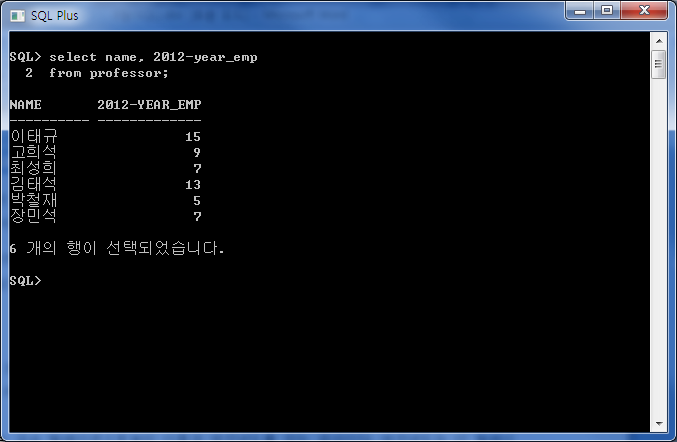 SQL Plus
SQL> select name, 2012-year_emp
2 from professor;
NAME 2012-YEAR_EMP
---------- -------------
이태규 15
고희석 9
최성희 7
김태석 13
박철재 5
장민석 7
6 개의 행이 선택되었습니다.
SQL>